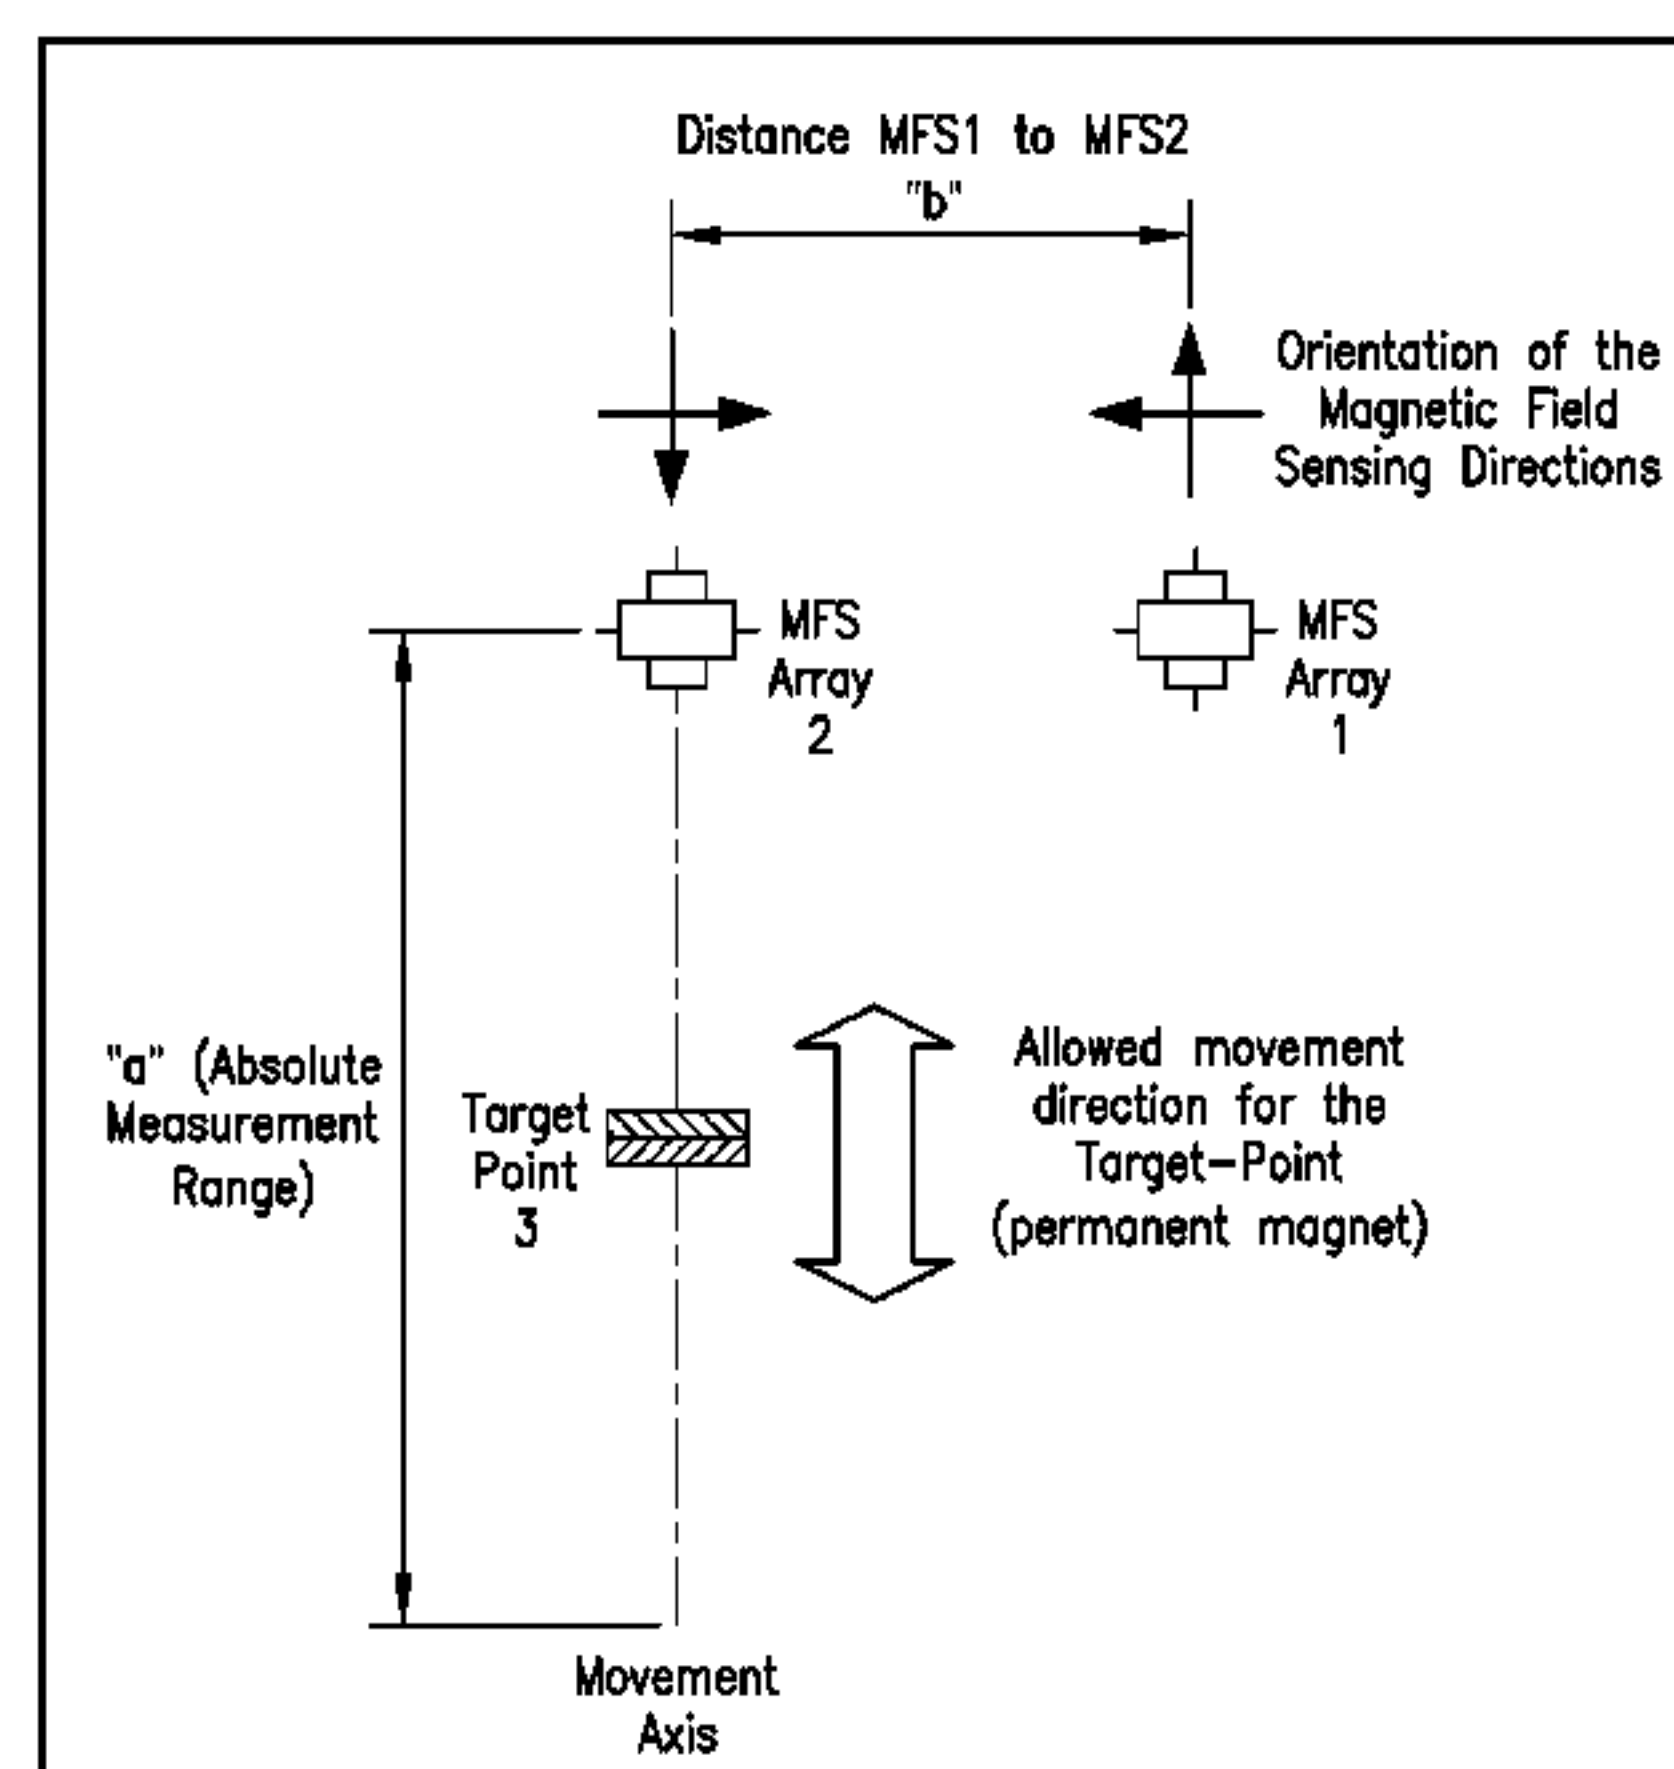 Distance MFS1 to MFS2
"b"
Orientation of the
Magnetic Field
Sensing Directions
MFS
Array
2
MFS
Array
1
"a" (Absolute
Measurement
Range)
Target
Point
3
Allowed movement
direction for the
Target-Point
(permanent magnet)
Movement
Axis